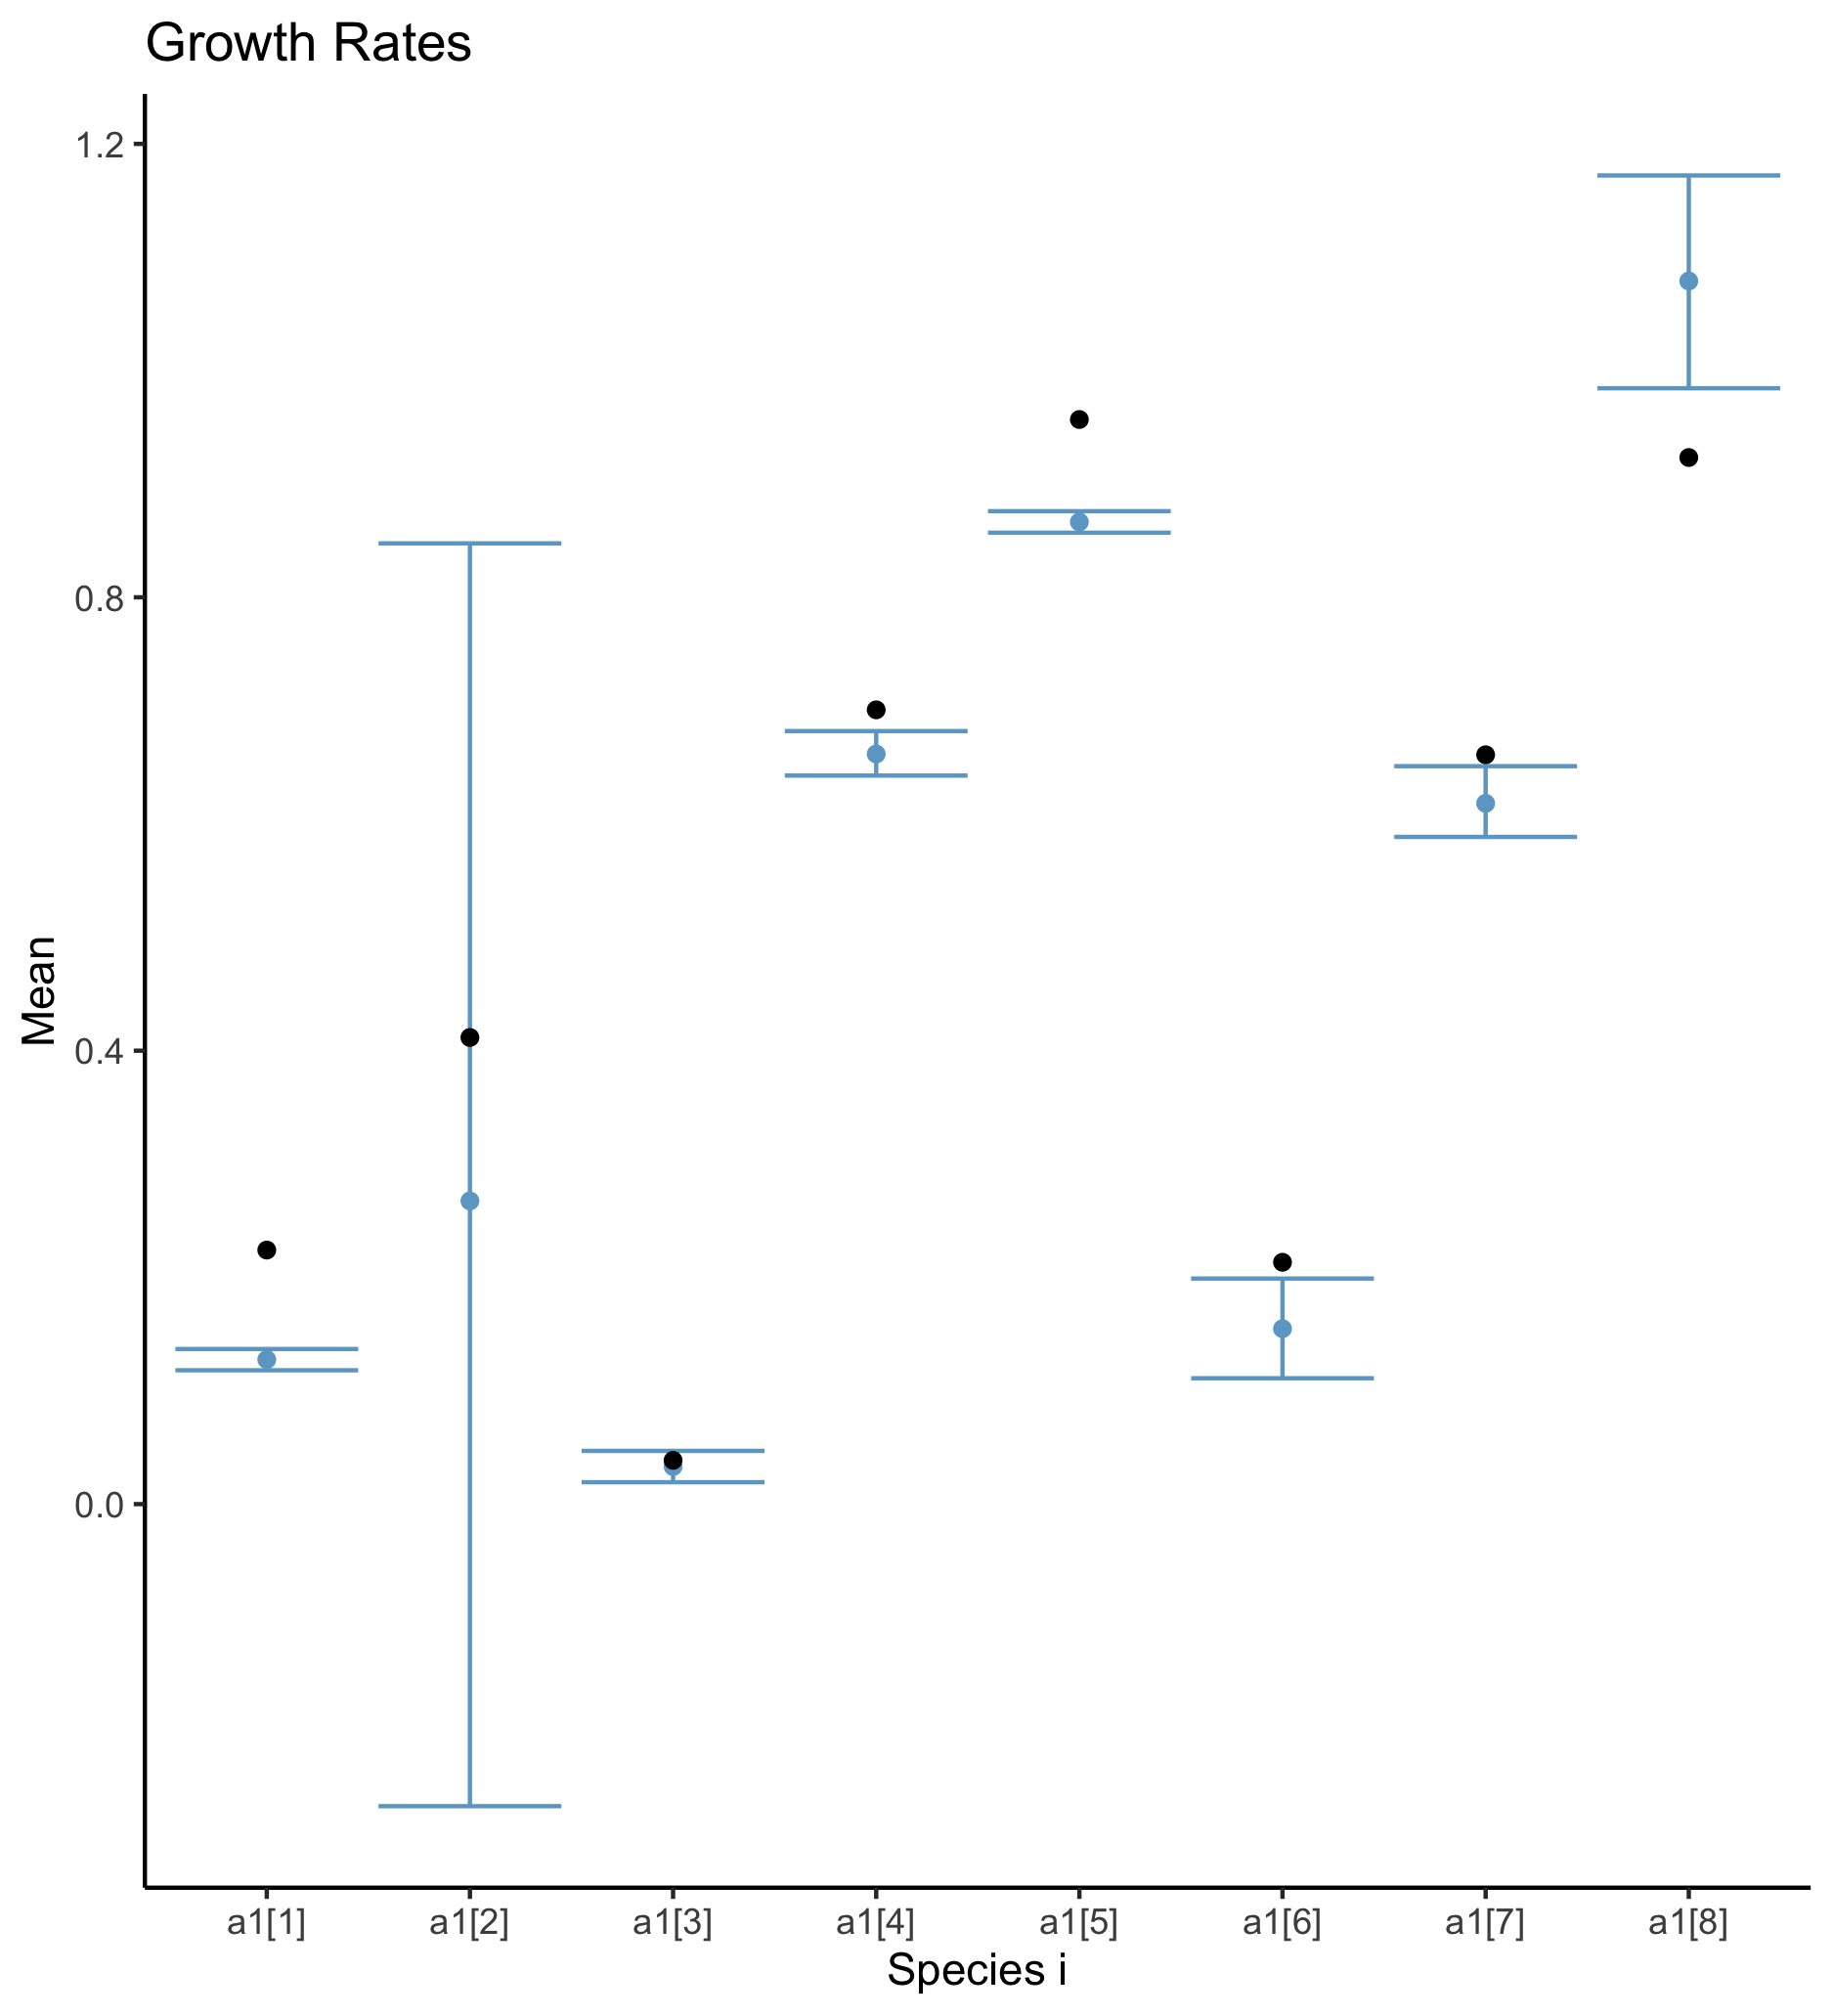 Growth Rates
1.2
0.8
0.4
0.0
Mean
a1[1] a1[2] a1[3] a1[4] a1[5] a1[6] a1[7] a1[8]
Species i